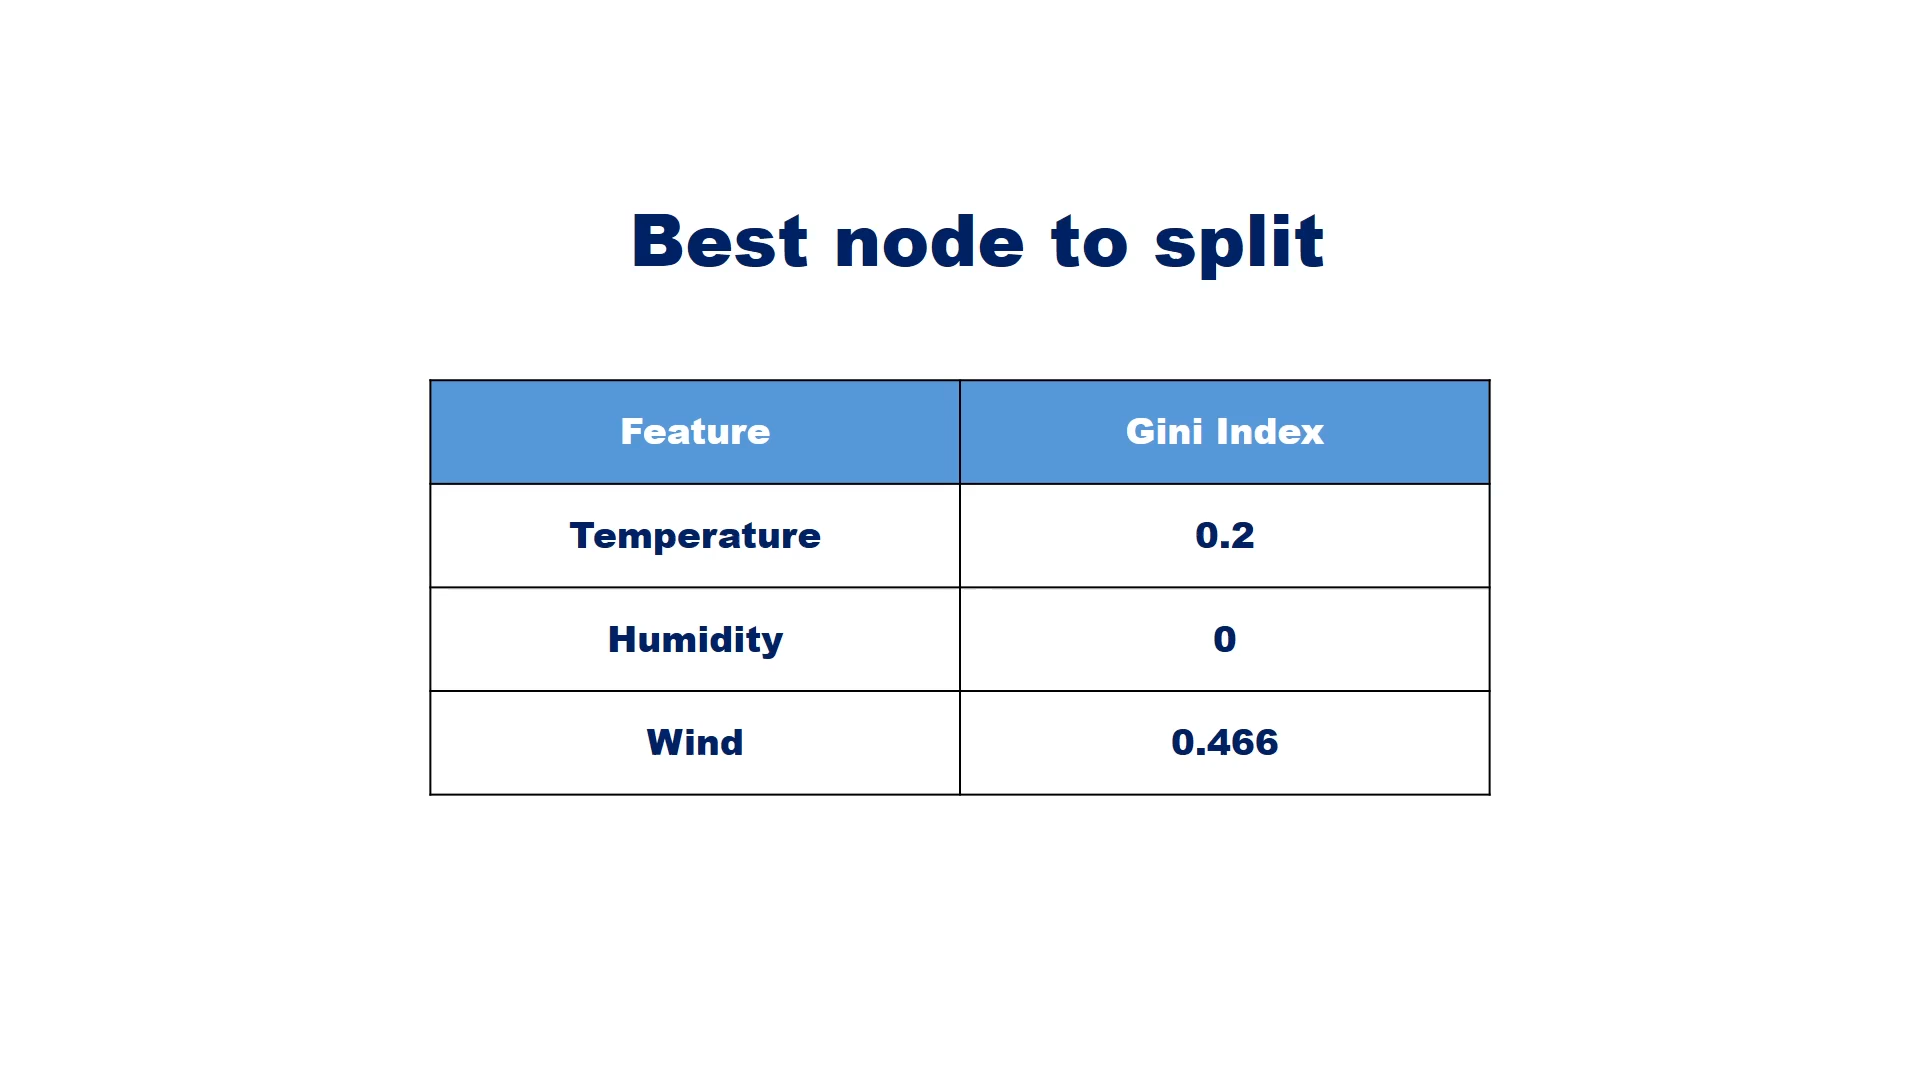 Best node to split
Feature Gini Index
Temperature 0.2
Humidity 0
Wind 0.466